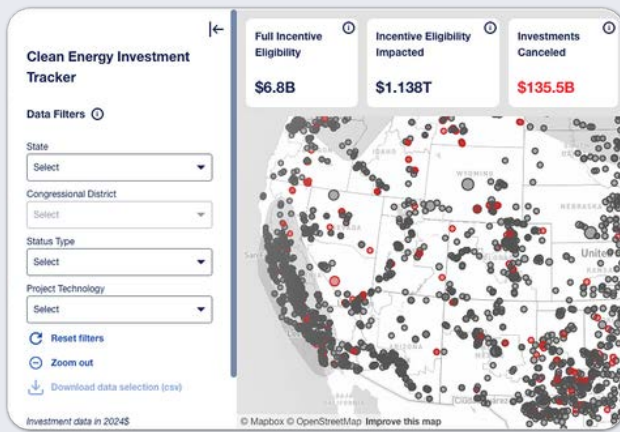 Clean Energy Investment
Tracker
Data Filters
State
Select
Congressional District
Select
Status Type
Select
Project Technology
Select
Reset filters
Zoom out
Download data selection (csv)
Investment data in 2024$
Full Incentive
Eligibility
$6.8B
Incentive Eligibility
Impacted
$1.138T
Investments
Canceled
$135.5B
WYOMING
NEBRASKA
United
ARIZONA
© Mapbox © OpenStreetMap Improve this map